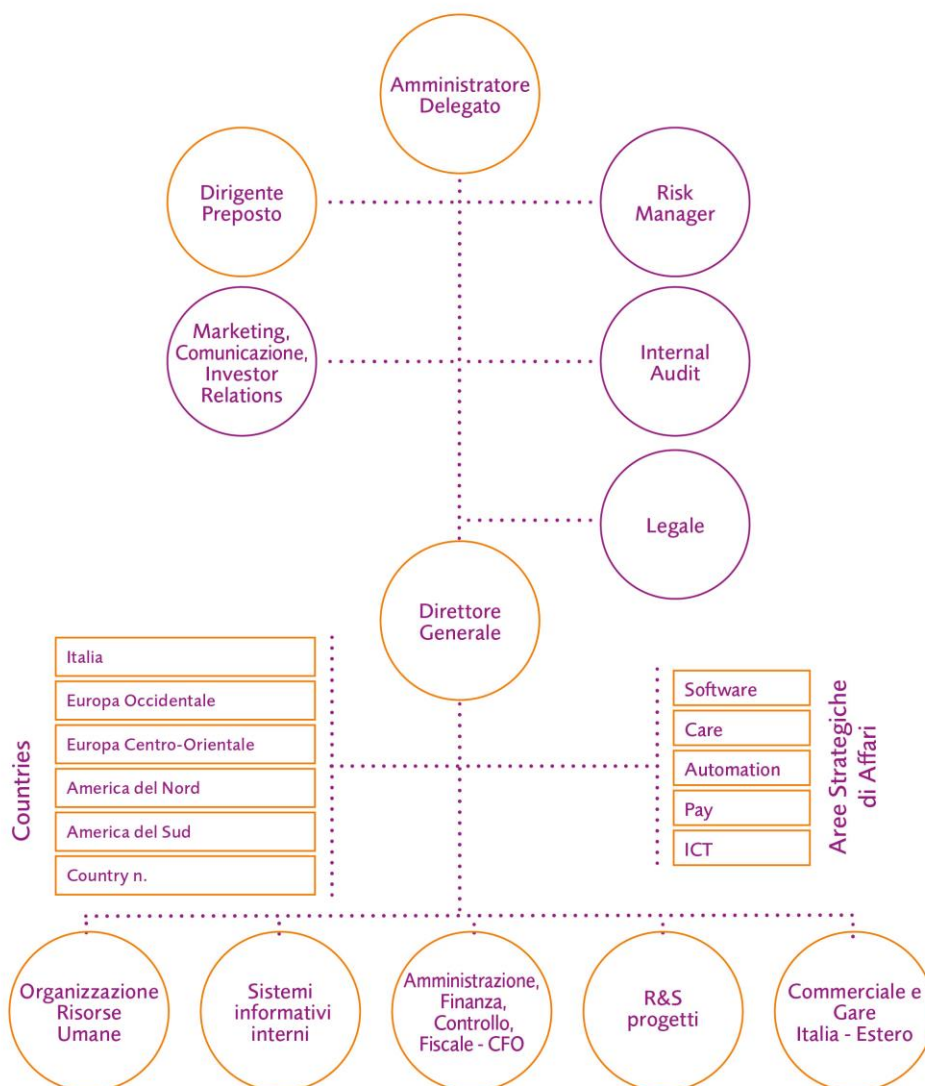 Amministratore
Delegato
Dirigente
Preposto
Risk
Manager
Marketing,
Comunicazione,
Investor
Relations
Internal
Audit
Legale
Direttore
Generale
Countries
Italia
Europa Occidentale
Europa Centro-Orientale
America del Nord
America del Sud
Country n.
Software
Care
Automation
Pay
ICT
Aree Strategiche
di Affari
Organizzazione
Risorse
Umane
Sistemi
informativi
interni
Amministrazione,
Finanza,
Controllo,
Fiscale - CFO
R&S
progetti
Commerciale e
Gare
Italia - Estero